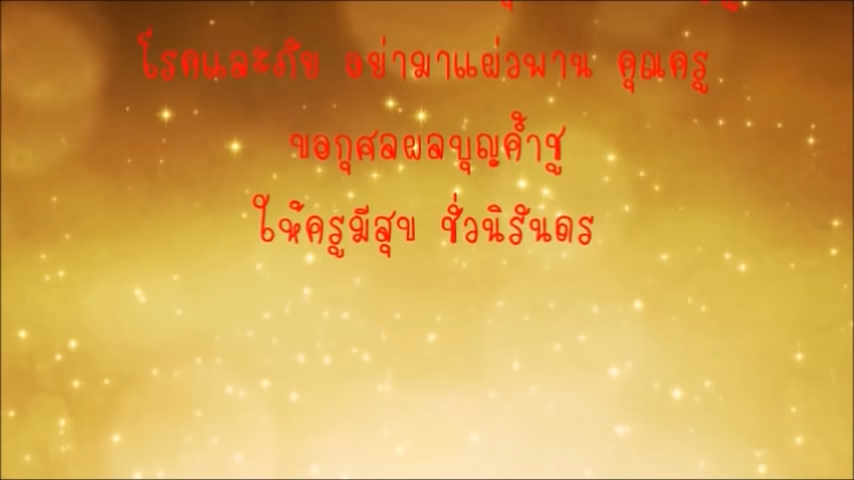 โรคและภัย อย่ามาแผ่วพาน คุณครู
ขอกุศลผลบุญค้ำชู
ให้ครูมีสุข ชั่วนิรันดร